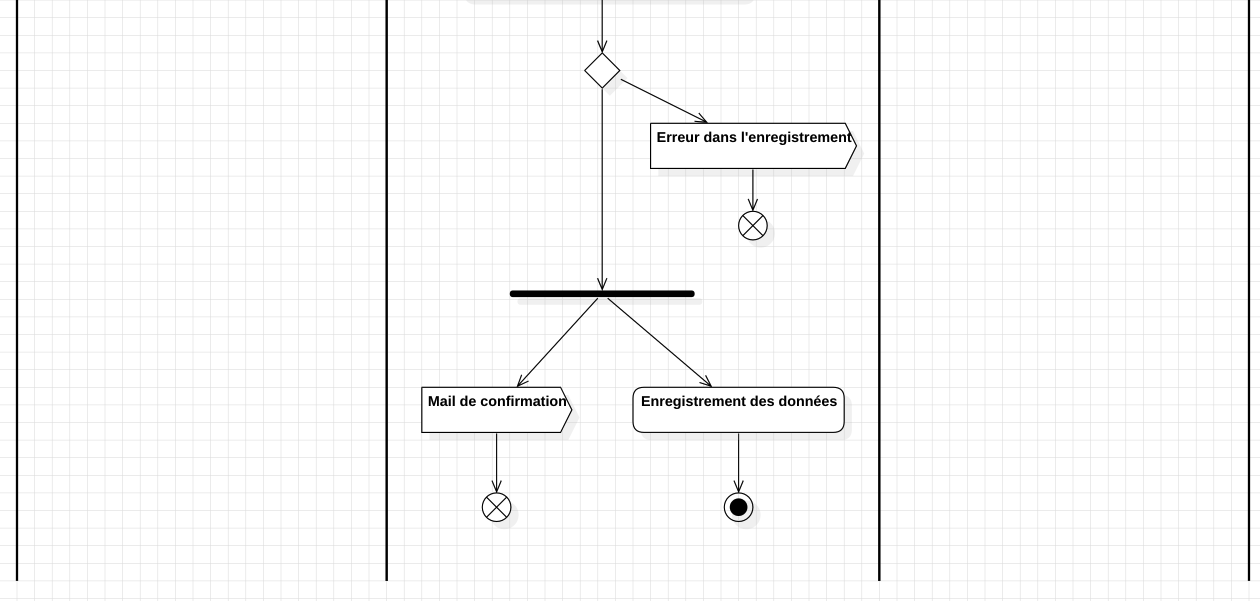 Erreur dans l'enregistrement
Mail de confirmation
Enregistrement des données